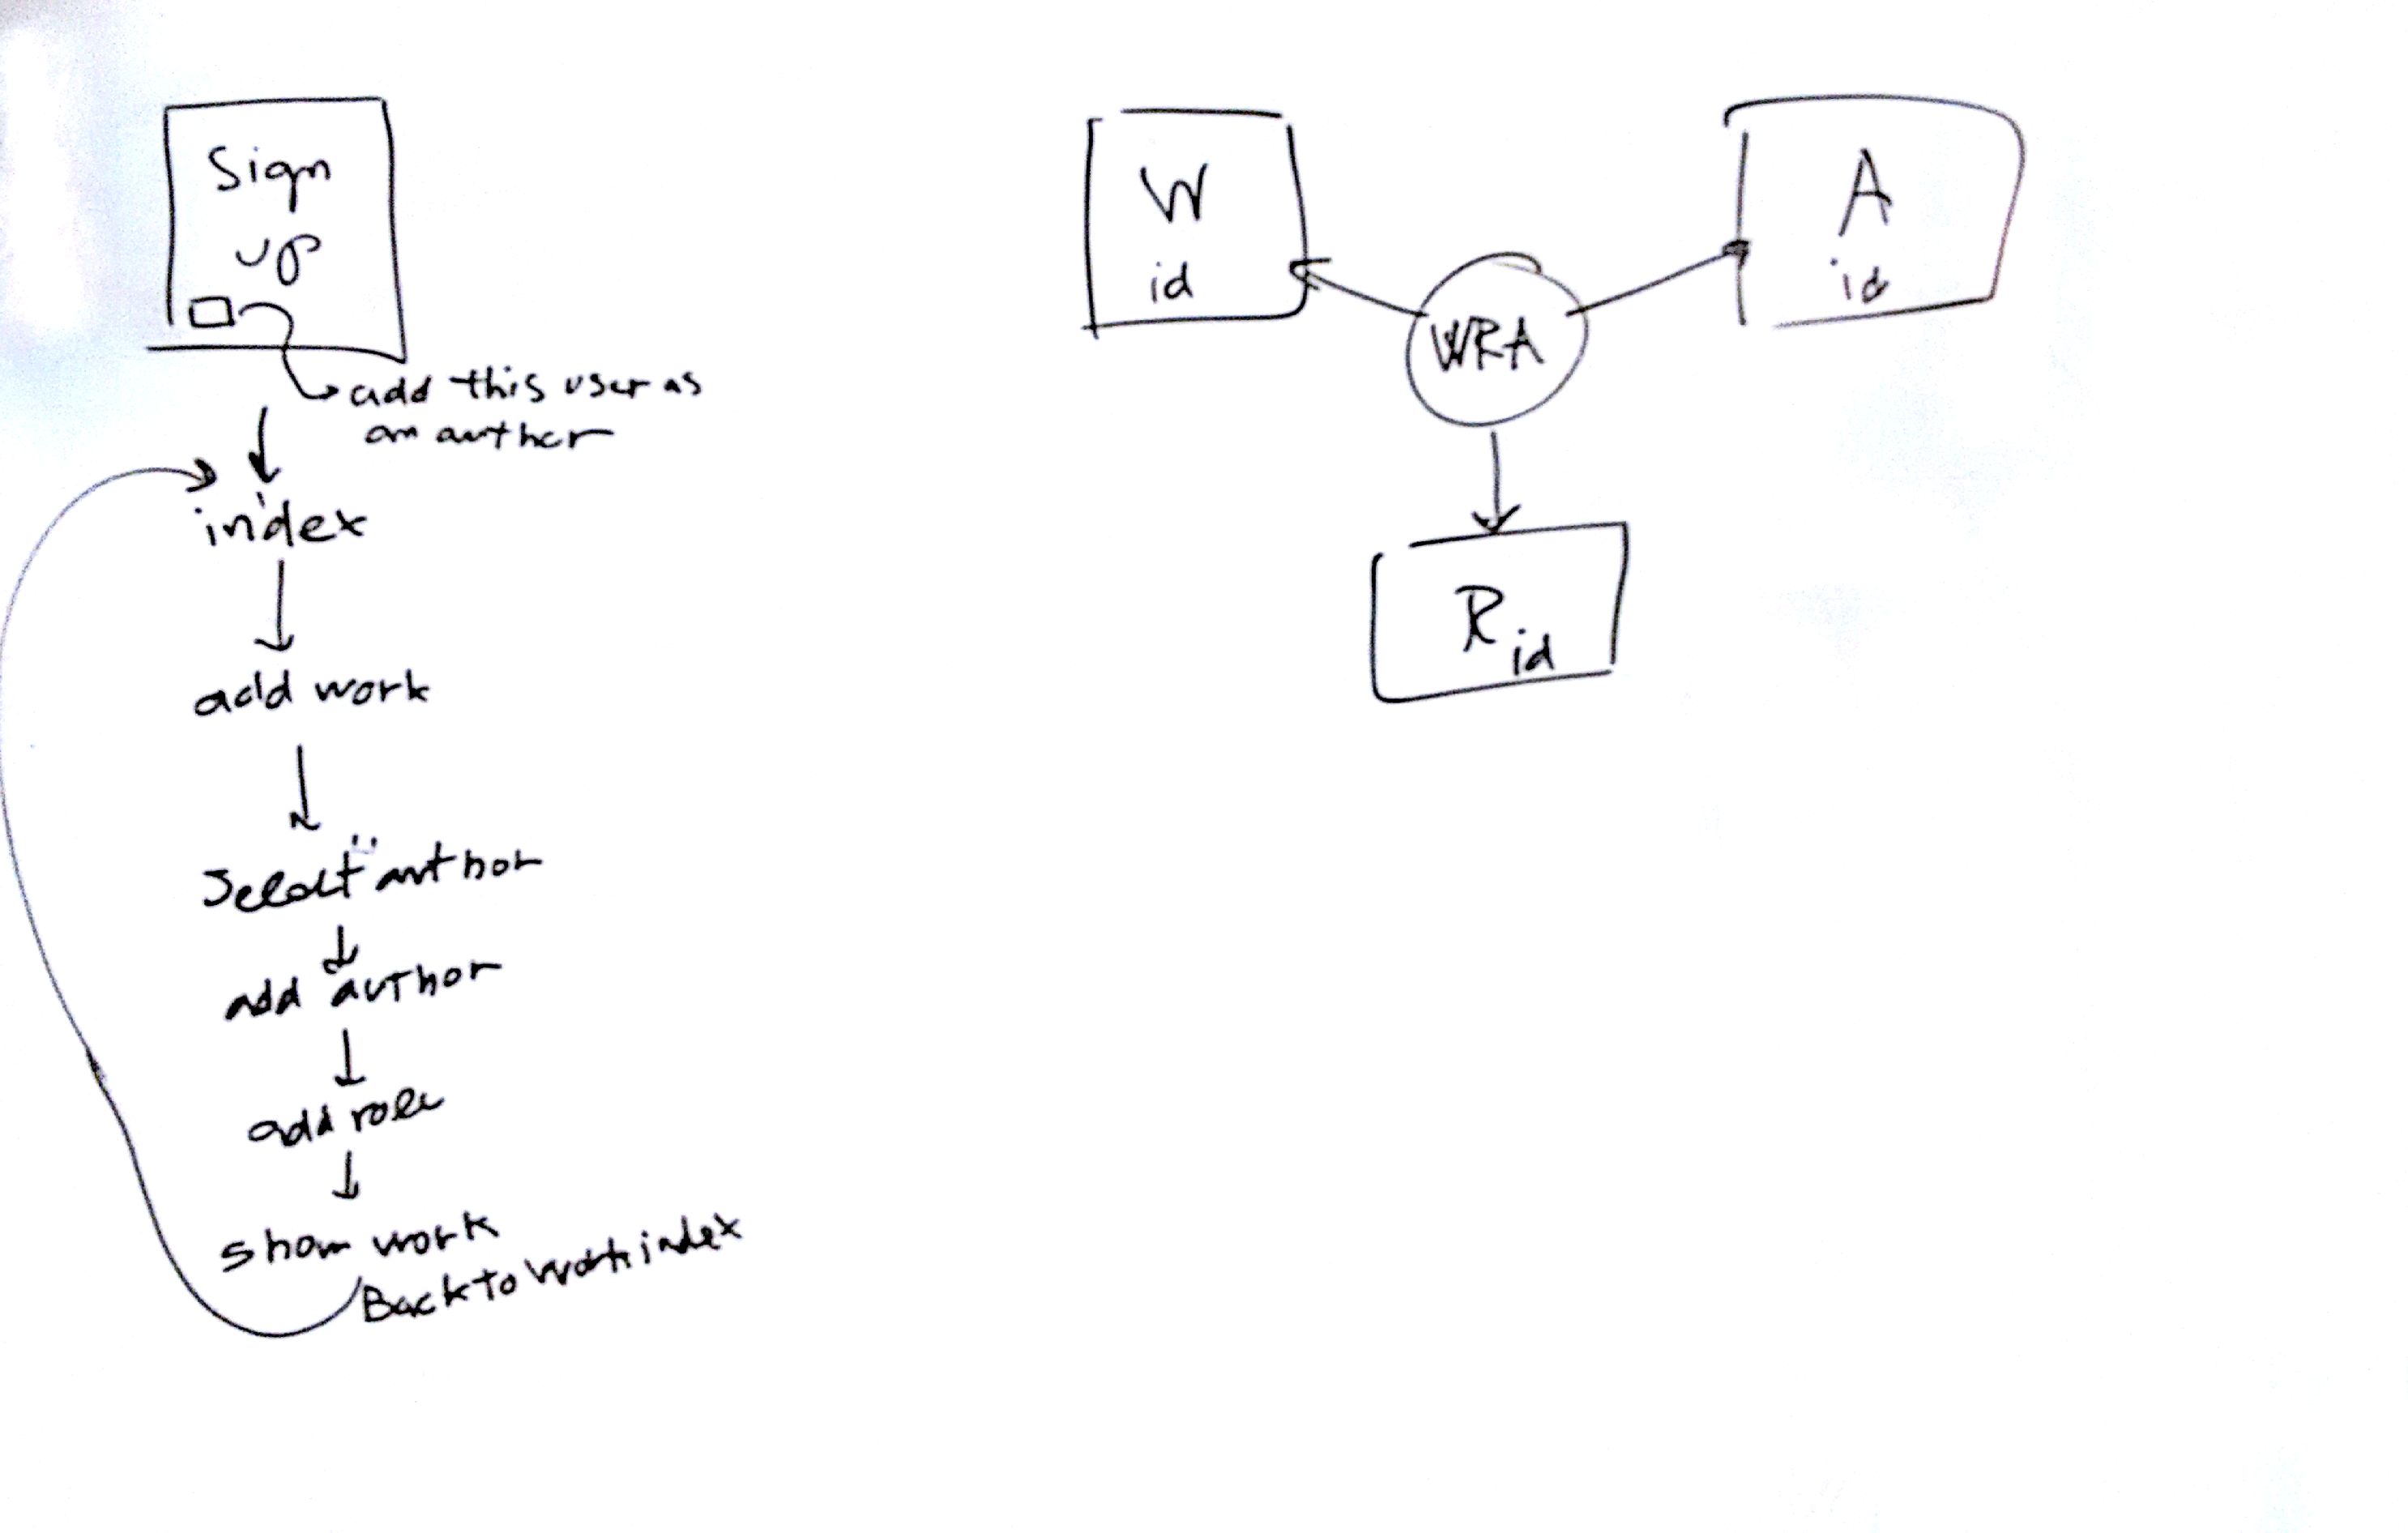 Sign
up
add this user as
an author
index
add work
Select "author
add author
add role
show work
Back to work index
W
id
A
id
WRA
R
id